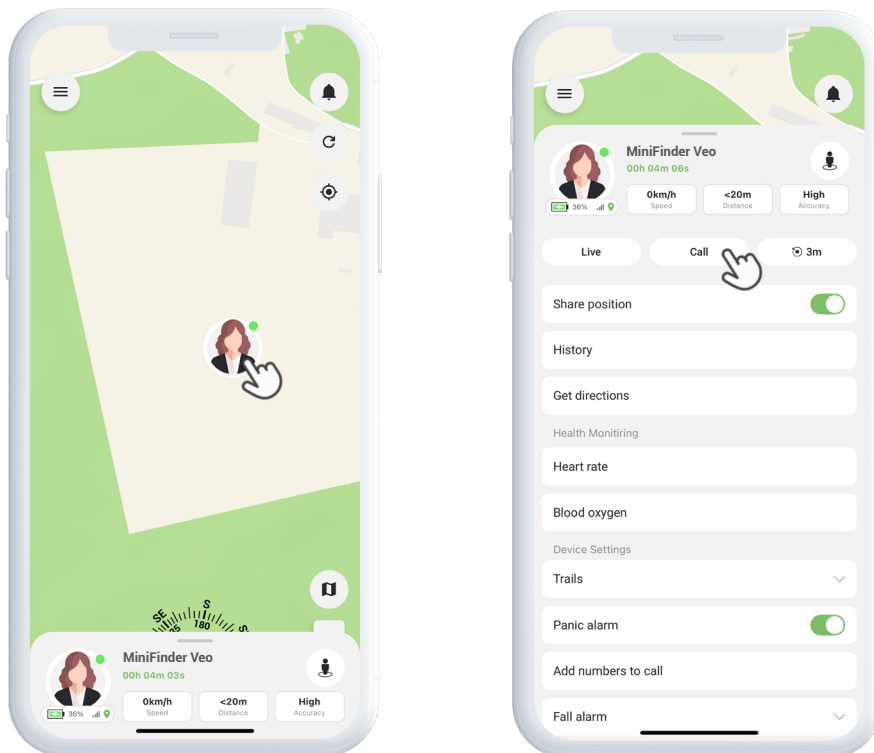 SE
S
180
MiniFinder Veo
00h 04m 03s
0km/h
Speed
<20m
Distance
High
Accuracy
36%
MiniFinder Veo
00h 04m 06s
0km/h
Speed
<20m
Distance
High
Accuracy
36%
Live
Call
3m
Share position
History
Get directions
Health Monitiring
Heart rate
Blood oxygen
Device Settings
Trails
Panic alarm
Add numbers to call
Fall alarm